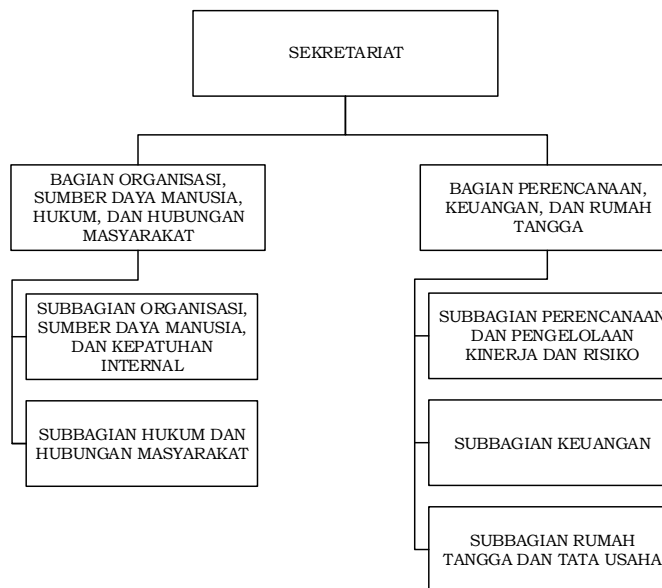 SEKRETARIAT
BAGIAN ORGANISASI,
SUMBER DAYA MANUSIA,
HUKUM, DAN HUBUNGAN
MASYARAKAT
SUBBAGIAN ORGANISASI,
SUMBER DAYA MANUSIA,
DAN KEPATUHAN
INTERNAL
SUBBAGIAN HUKUM DAN
HUBUNGAN MASYARAKAT
BAGIAN PERENCANAAN,
KEUANGAN, DAN RUMAH
TANGGA
SUBBAGIAN PERENCANAAN
DAN PENGELOLAAN
KINERJA DAN RISIKO
SUBBAGIAN KEUANGAN
SUBBAGIAN RUMAH
TANGGA DAN TATA USAHA